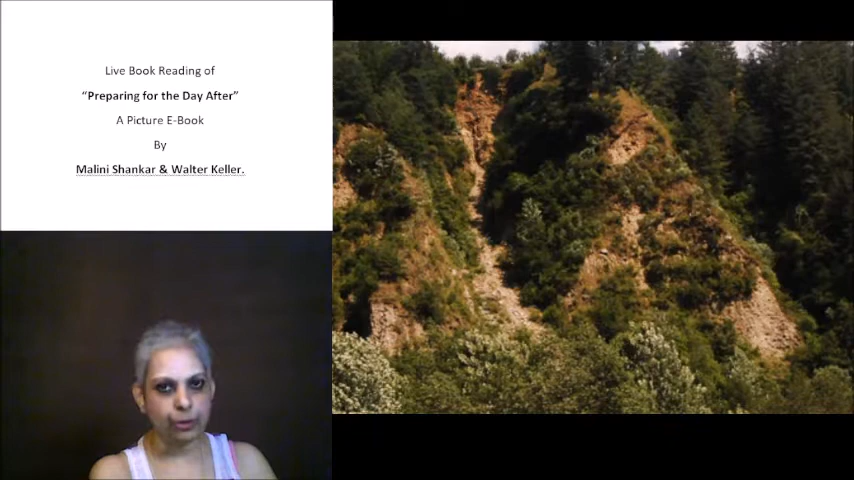 Live Book Reading of
“Preparing for the Day After”
A Picture E-Book
By
Malini Shankar & Walter Keller.